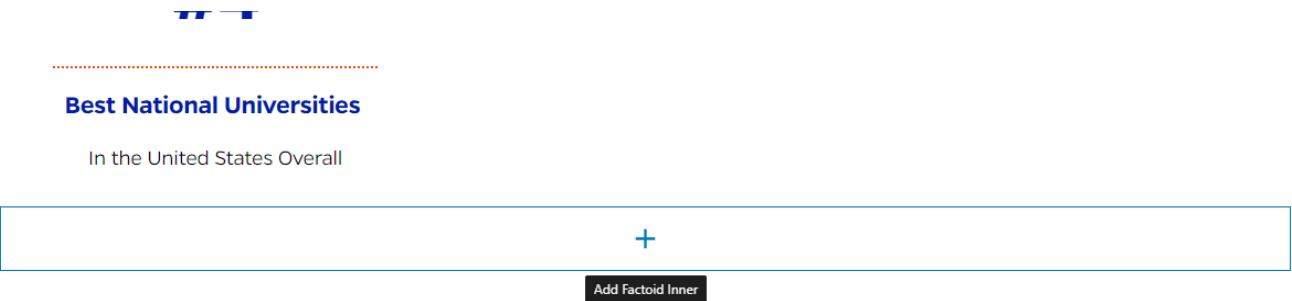 Best National Universities
In the United States Overall
+
Add Factoid Inner